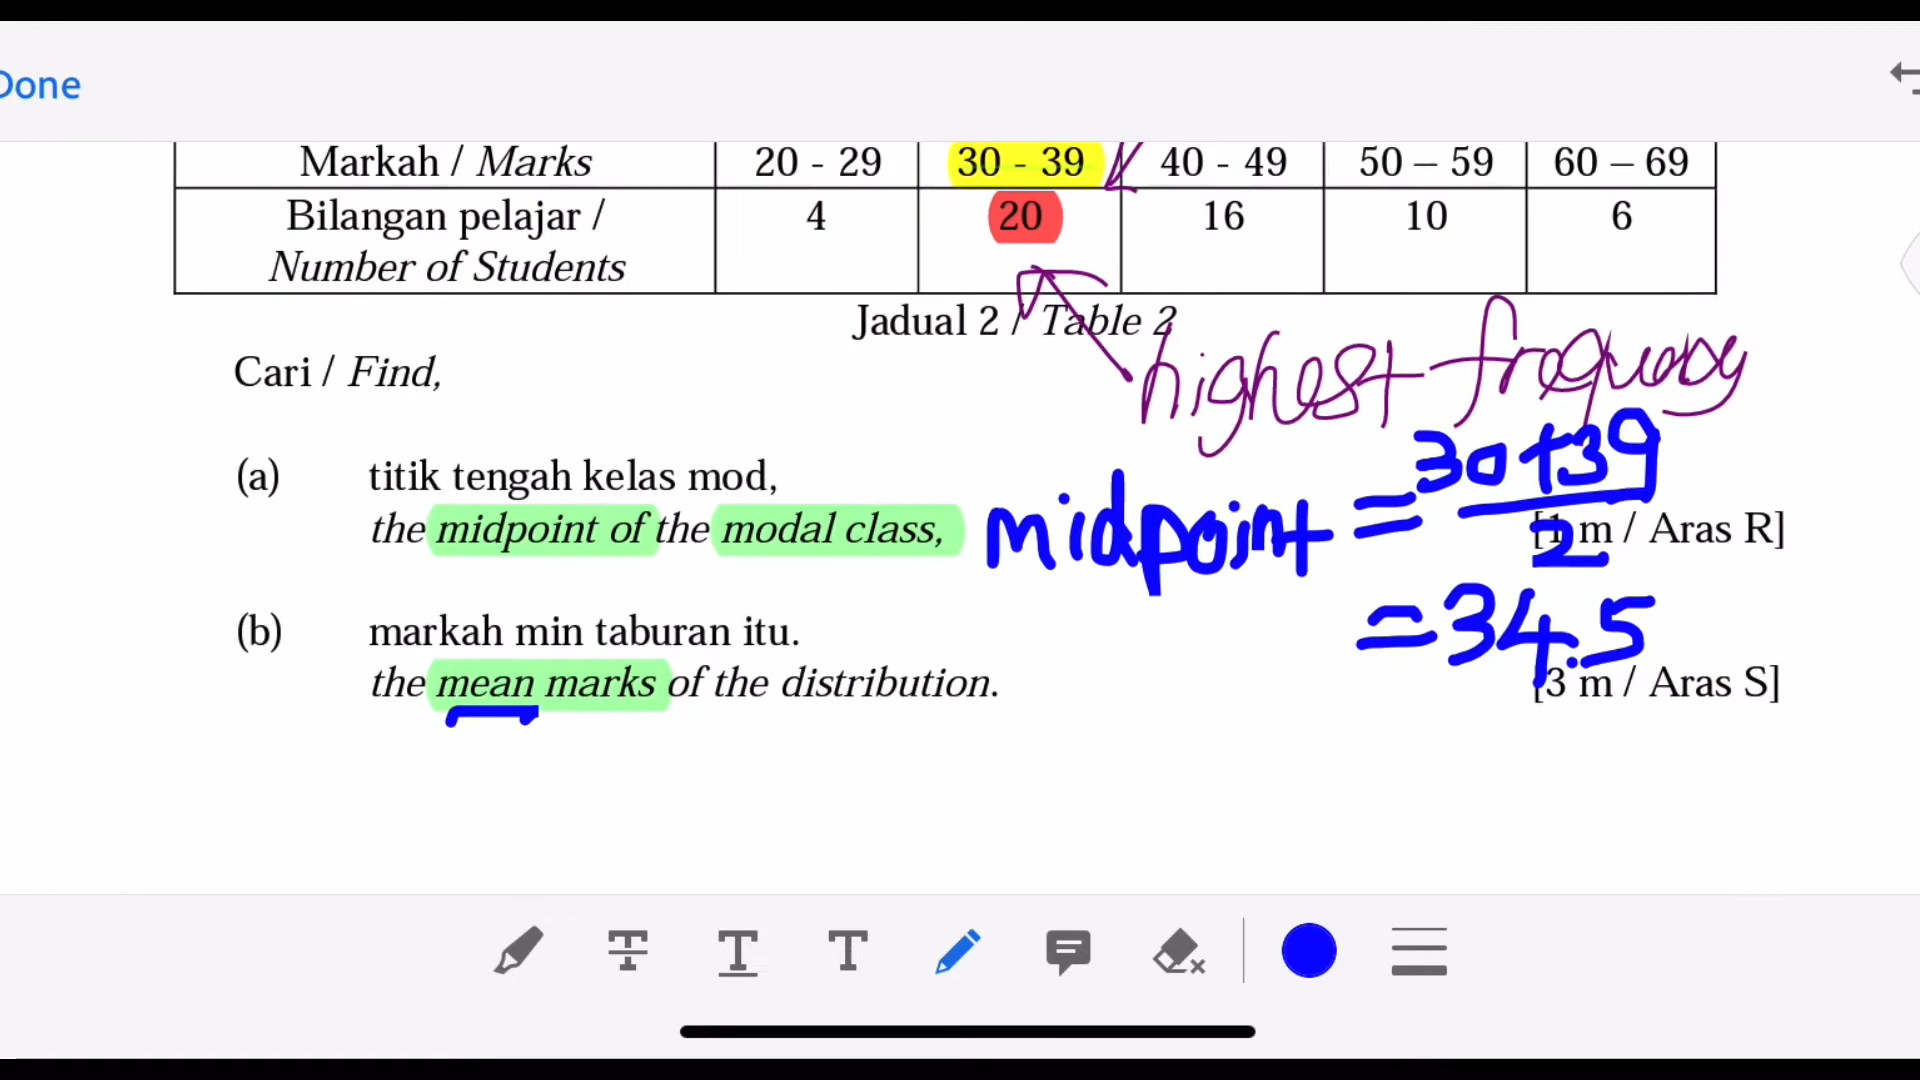 Done
Markah / Marks 20 - 29 30 - 39 40 - 49 50 – 59 60 – 69
Bilangan pelajar / 4 20 16 10 6
Number of Students
Jadual 2 / Table 2
highest frequency
Cari / Find,
(a) titik tengah kelas mod,
the midpoint of the modal class, [1 m / Aras R]
midpoint = 30+39
2
= 34.5
(b) markah min taburan itu.
the mean marks of the distribution. [3 m / Aras S]